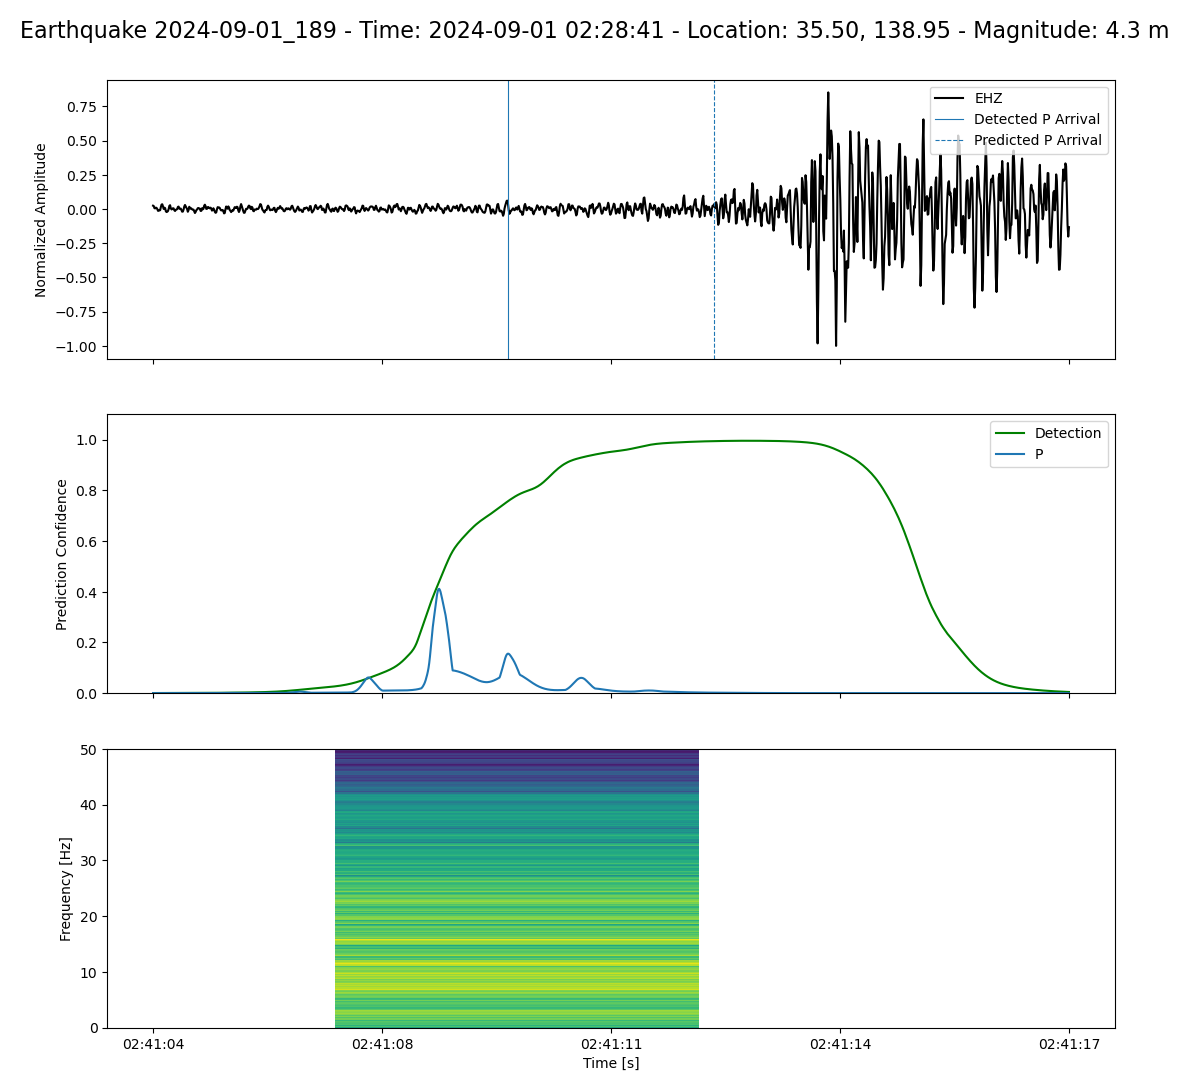 Earthquake 2024-09-01_189 - Time: 2024-09-01 02:28:41 - Location: 35.50, 138.95 - Magnitude: 4.3 m
Normalized Amplitude
0.75
0.50
0.25
0.00
−0.25
−0.50
−0.75
−1.00
EHZ
Detected P Arrival
Predicted P Arrival
Prediction Confidence
1.0
0.8
0.6
0.4
0.2
0.0
Detection
P
Frequency [Hz]
50
40
30
20
10
0
02:41:04
02:41:08
02:41:11
02:41:14
02:41:17
Time [s]